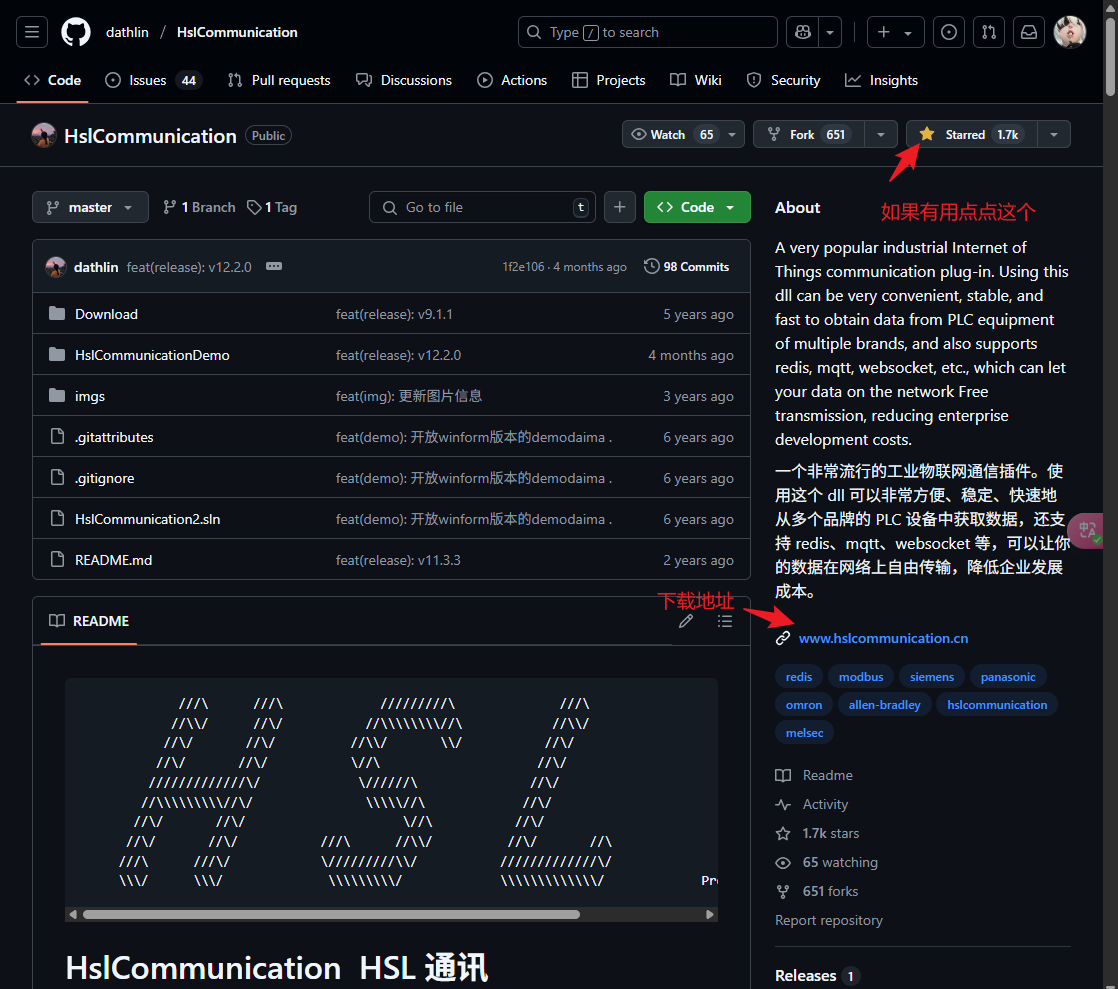 dathlin / HslCommunication
Type / to search
Code
Issues 44
Pull requests
Discussions
Actions
Projects
Wiki
Security
Insights
HslCommunication Public
Watch 65
Fork 651
Starred 1.7k
如果有用点点这个
master
1 Branch
1 Tag
Go to file t
Code
dathlin feat(release): v12.2.0
1f2e106 · 4 months ago
98 Commits
Download feat(release): v9.1.1 5 years ago
HslCommunicationDemo feat(release): v12.2.0 4 months ago
imgs feat(img): 更新图片信息 3 years ago
.gitattributes feat(demo): 开放winform版本的demodaima . 6 years ago
.gitignore feat(demo): 开放winform版本的demodaima . 6 years ago
HslCommunication2.sln feat(demo): 开放winform版本的demodaima . 6 years ago
README.md feat(release): v11.3.3 2 years ago
README
HSL
Pr
HslCommunication HSL 通讯
About
A very popular industrial Internet of
Things communication plug-in. Using this
dll can be very convenient, stable, and
fast to obtain data from PLC equipment
of multiple brands, and also supports
redis, mqtt, websocket, etc., which can let
your data on the network Free
transmission, reducing enterprise
development costs.
一个非常流行的工业物联网通信插件。使
用这个 dll 可以非常方便、稳定、快速地
从多个品牌的 PLC 设备中获取数据，还支
持 redis、mqtt、websocket 等，可以让你
的数据在网络上自由传输，降低企业发展
成本。
下载地址
www.hslcommunication.cn
redis modbus siemens panasonic
omron allen-bradley hslcommunication
melsec
Readme
Activity
1.7k stars
65 watching
651 forks
Report repository
Releases 1